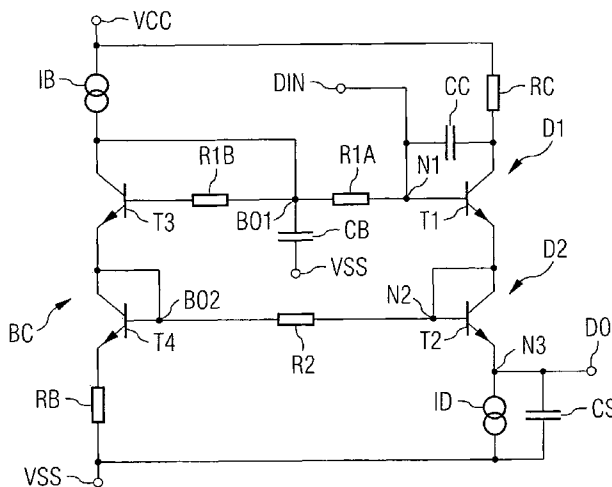 VCC
IB
DIN
CC
RC
D1
R1B
R1A
N1
T3
BO1
CB
T1
VSS
D2
BO2
N2
BC
T4
R2
T2
N3
DO
RB
ID
CS
VSS